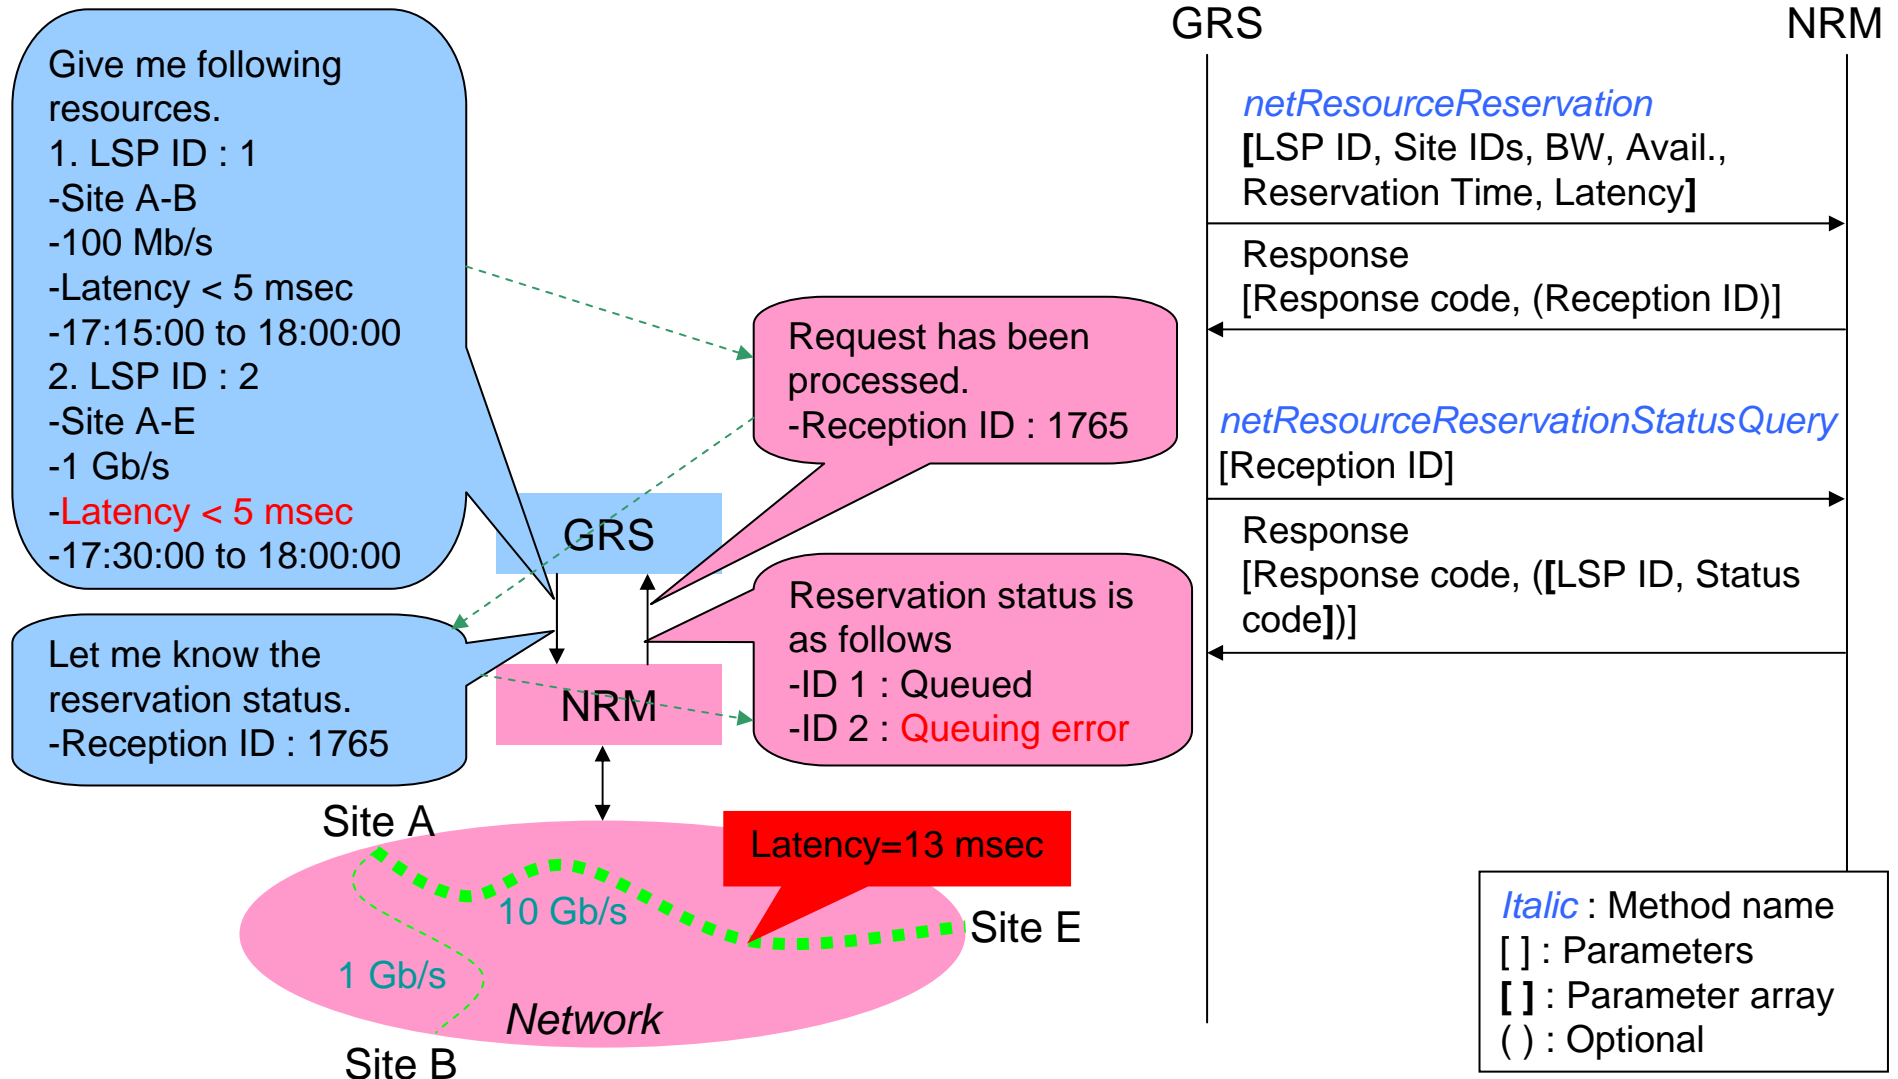 Give me following
resources.
1. LSP ID : 1
-Site A-B
-100 Mb/s
-Latency < 5 msec
-17:15:00 to 18:00:00
2. LSP ID : 2
-Site A-E
-1 Gb/s
-Latency < 5 msec
-17:30:00 to 18:00:00
Request has been
processed.
-Reception ID : 1765
GRS
Let me know the
reservation status.
-Reception ID : 1765
NRM
Reservation status is
as follows
-ID 1 : Queued
-ID 2 : Queuing error
Site A
Latency=13 msec
10 Gb/s
Site E
1 Gb/s
Network
Site B
GRS
NRM
netResourceReservation
[LSP ID, Site IDs, BW, Avail.,
Reservation Time, Latency]
Response
[Response code, (Reception ID)]
netResourceReservationStatusQuery
[Reception ID]
Response
[Response code, ([LSP ID, Status
code])]
Italic : Method name
[ ] : Parameters
[ ] : Parameter array
( ) : Optional